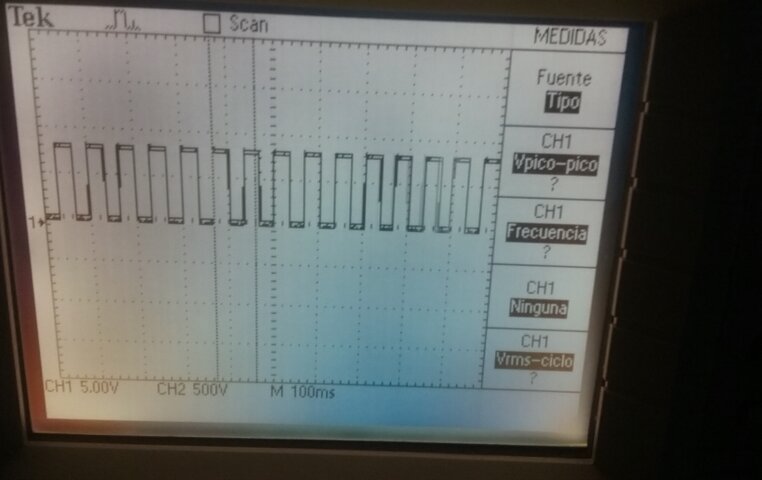 Tek Scan MEDIDAS
Fuente
Tipo
CH1
Vpico-pico
?
CH1
Frecuencia
?
CH1
Ninguna
CH1
Vrms-ciclo
?
1
CH1 5.00V CH2 500V M 100ms